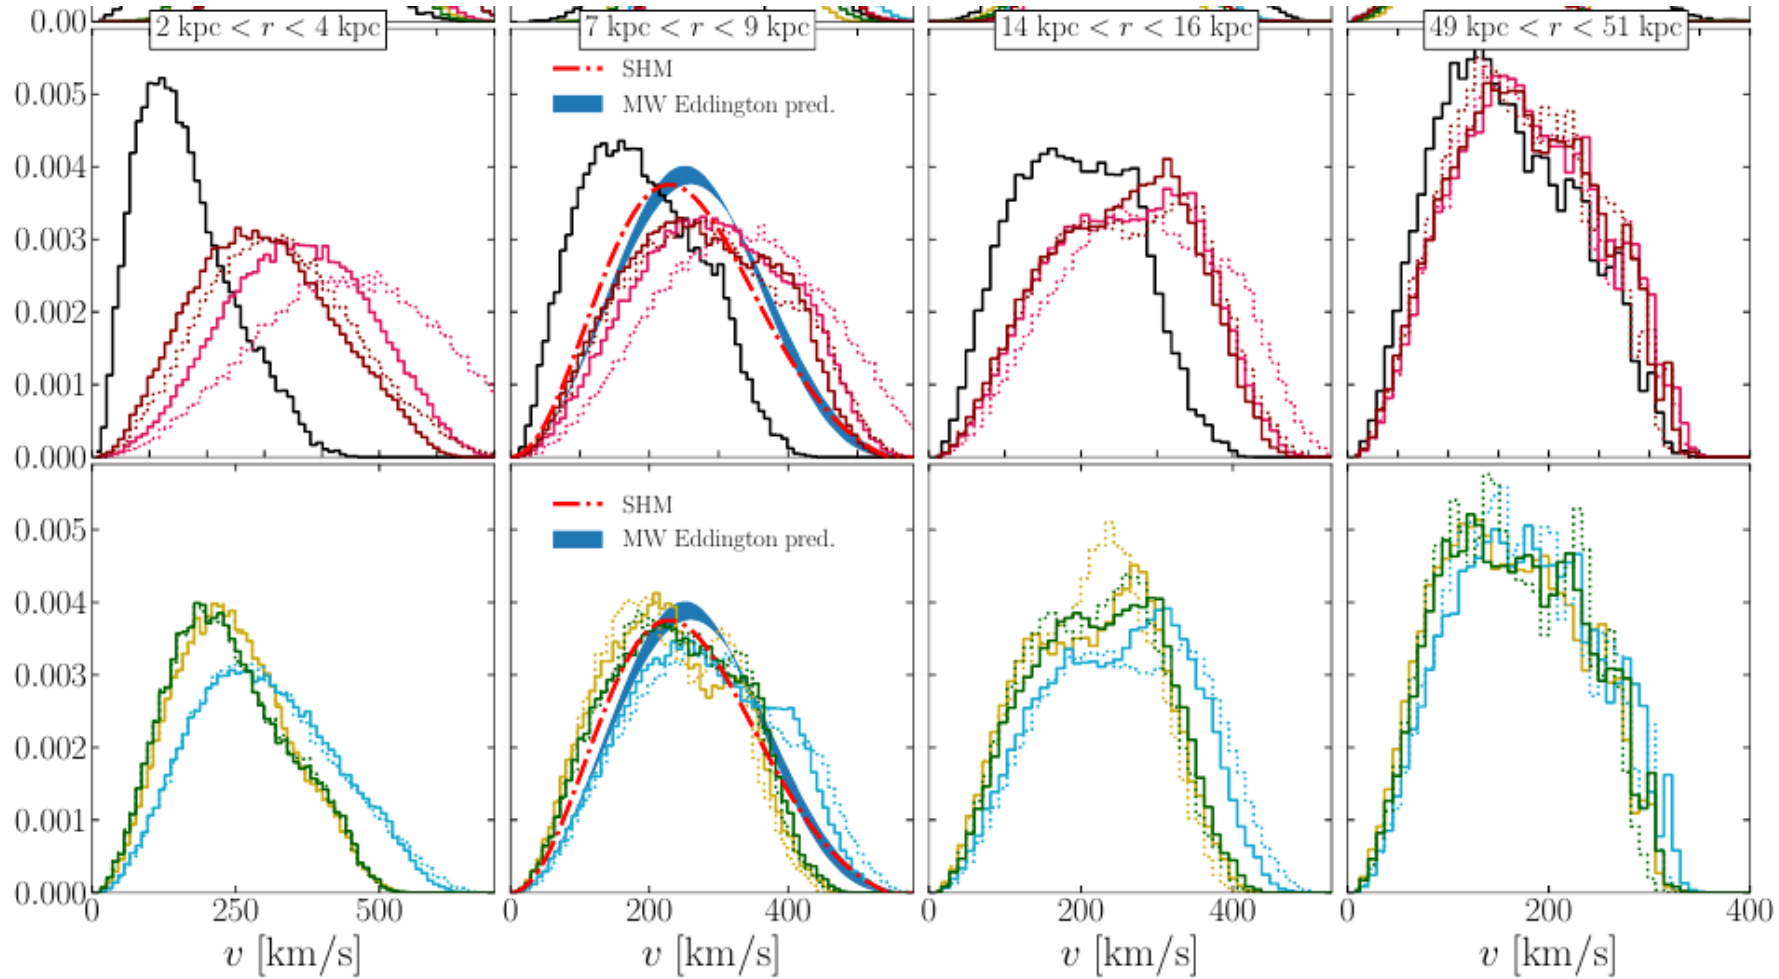 0.00
2 kpc < r < 4 kpc
7 kpc < r < 9 kpc
14 kpc < r < 16 kpc
49 kpc < r < 51 kpc
0.005
0.004
0.003
0.002
0.001
0.000
SHM
MW Eddington pred.
0.005
0.004
0.003
0.002
0.001
0.000
SHM
MW Eddington pred.
0 250 500
0 200 400
0 200 400
0 200 400
v [km/s]
v [km/s]
v [km/s]
v [km/s]